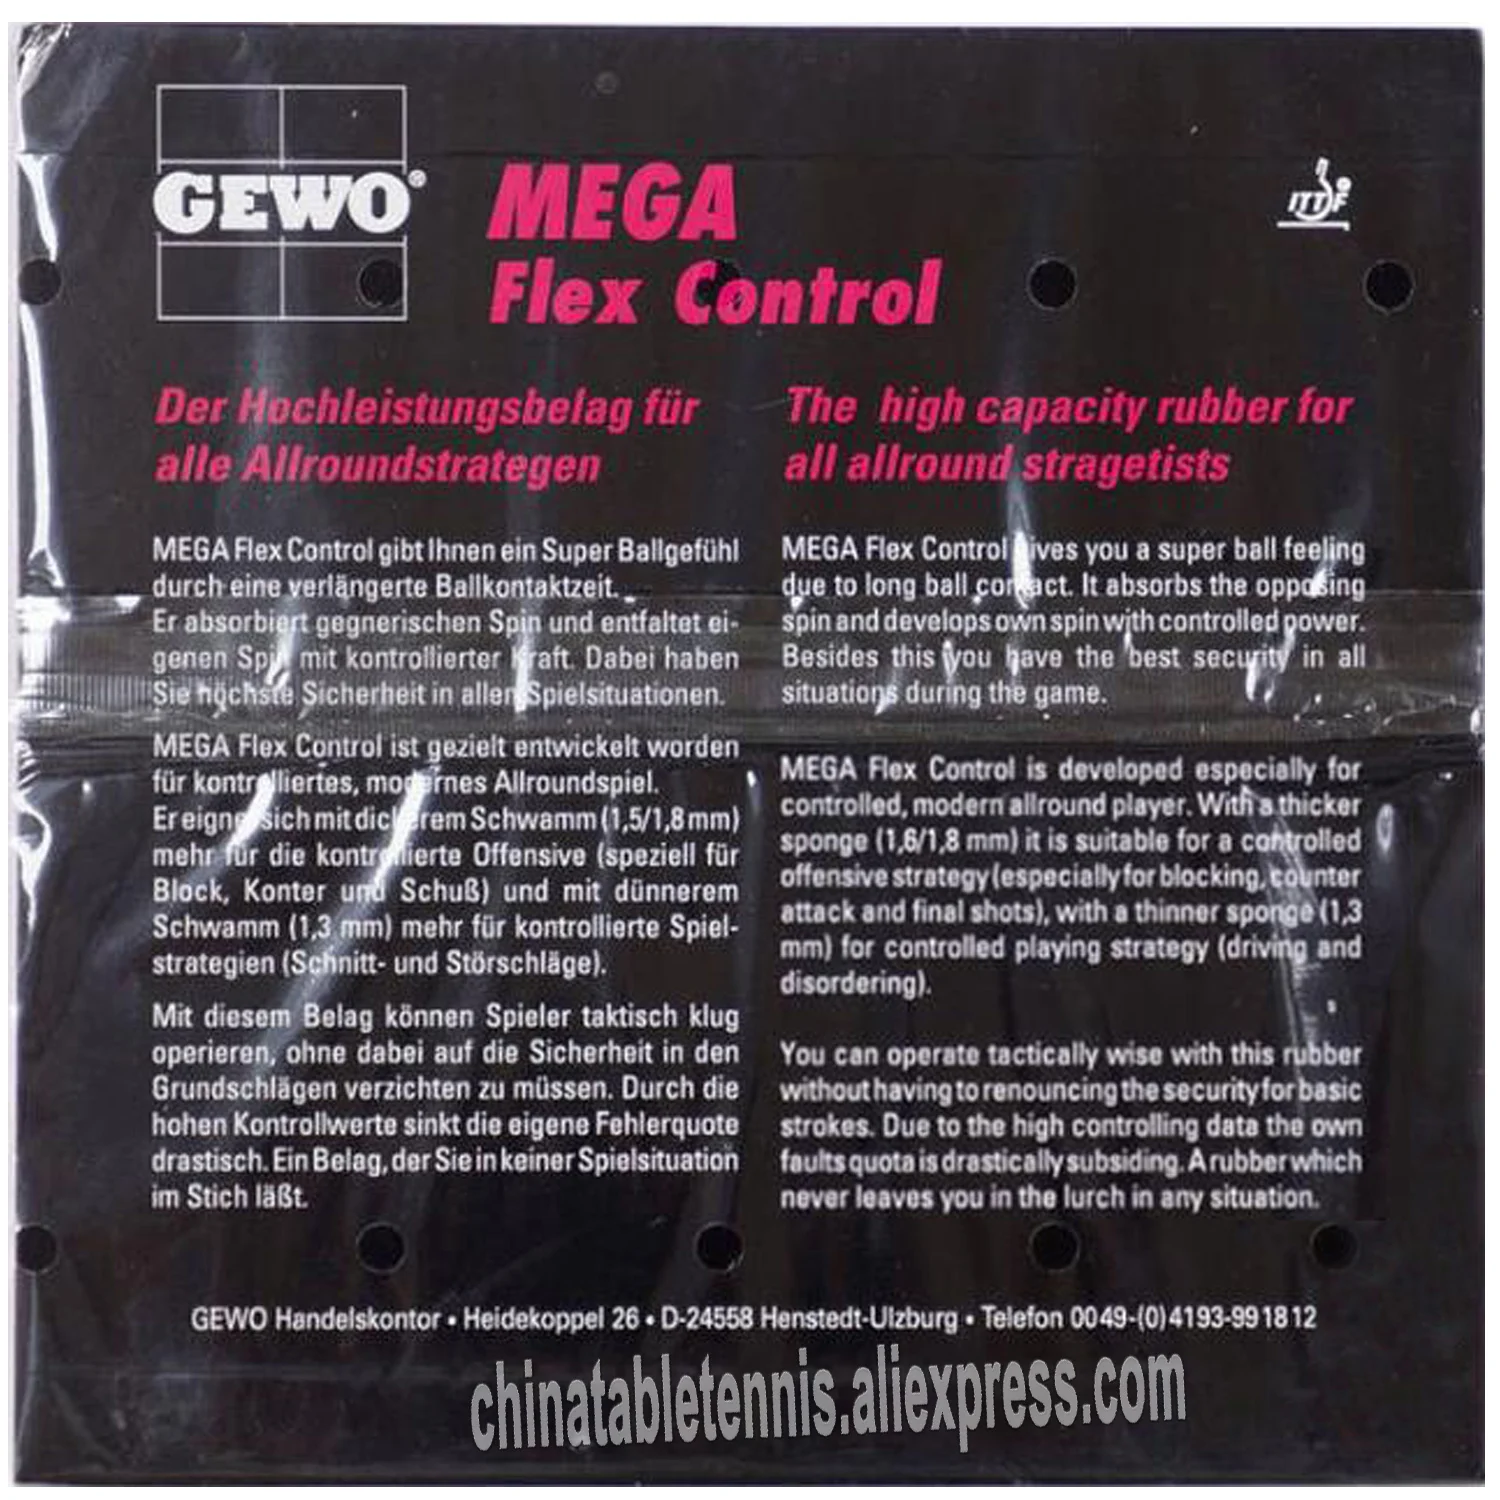 GEWO®
MEGA
Flex Control
ITTF
Der Hochleistungsbelag für
alle Allroundstrategen
MEGA Flex Control gibt Ihnen ein Super Ballgefühl
durch eine verlängerte Ballkontaktzeit.
Er absorbiert gegnerischen Spin und entfaltet ei-
genen Spin mit kontrollierter Kraft. Dabei haben
Sie höchste Sicherheit in allen Spielsituationen.
MEGA Flex Control ist gezielt entwickelt worden
für kontrolliertes, modernes Allroundspiel.
Er eignet sich mit dickerem Schwamm (1,5/1,8 mm)
mehr für die kontrollierte Offensive (speziell für
Block, Konter und Schuß) und mit dünnerem
Schwamm (1,3 mm) mehr für kontrollierte Spiel-
strategien (Schnitt- und Störschläge).
Mit diesem Belag können Spieler taktisch klug
operieren, ohne dabei auf die Sicherheit in den
Grundschlägen verzichten zu müssen. Durch die
hohen Kontrollwerte sinkt die eigene Fehlerquote
drastisch. Ein Belag, der Sie in keiner Spielsituation
im Stich läßt.
The high capacity rubber for
all allround stragetists
MEGA Flex Control gives you a super ball feeling
due to long ball contact. It absorbs the opposing
spin and develops own spin with controlled power.
Besides this you have the best security in all
situations during the game.
MEGA Flex Control is developed especially for
controlled, modern allround player. With a thicker
sponge (1,6/1,8 mm) it is suitable for a controlled
offensive strategy (especially for blocking, counter
attack and final shots), with a thinner sponge (1,3
mm) for controlled playing strategy (driving and
disordering).
You can operate tactically wise with this rubber
without having to renouncing the security for basic
strokes. Due to the high controlling data the own
faults quota is drastically subsiding. A rubber which
never leaves you in the lurch in any situation.
GEWO Handelskontor • Heidekoppel 26 • D-24558 Henstedt-Ulzburg • Telefon 0049-(0)4193-991812
chinatabletennis.aliexpress.com